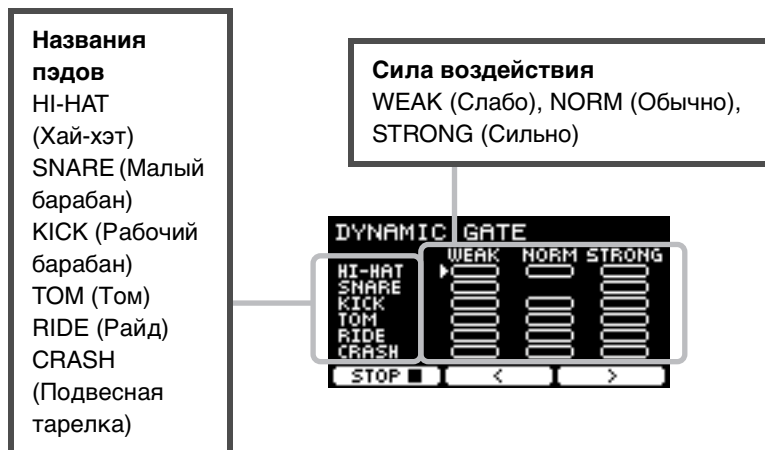 Названия
пэдов
HI-HAT
(Хай-хэт)
SNARE (Малый
барабан)
KICK (Рабочий
барабан)
TOM (Том)
RIDE (Райд)
CRASH
(Подвесная
тарелка)
Сила воздействия
WEAK (Слабо), NORM (Обычно),
STRONG (Сильно)
DYNAMIC GATE
WEAK NORM STRONG
HI-HAT
SNARE
KICK
TOM
RIDE
CRASH
STOP ■ < >